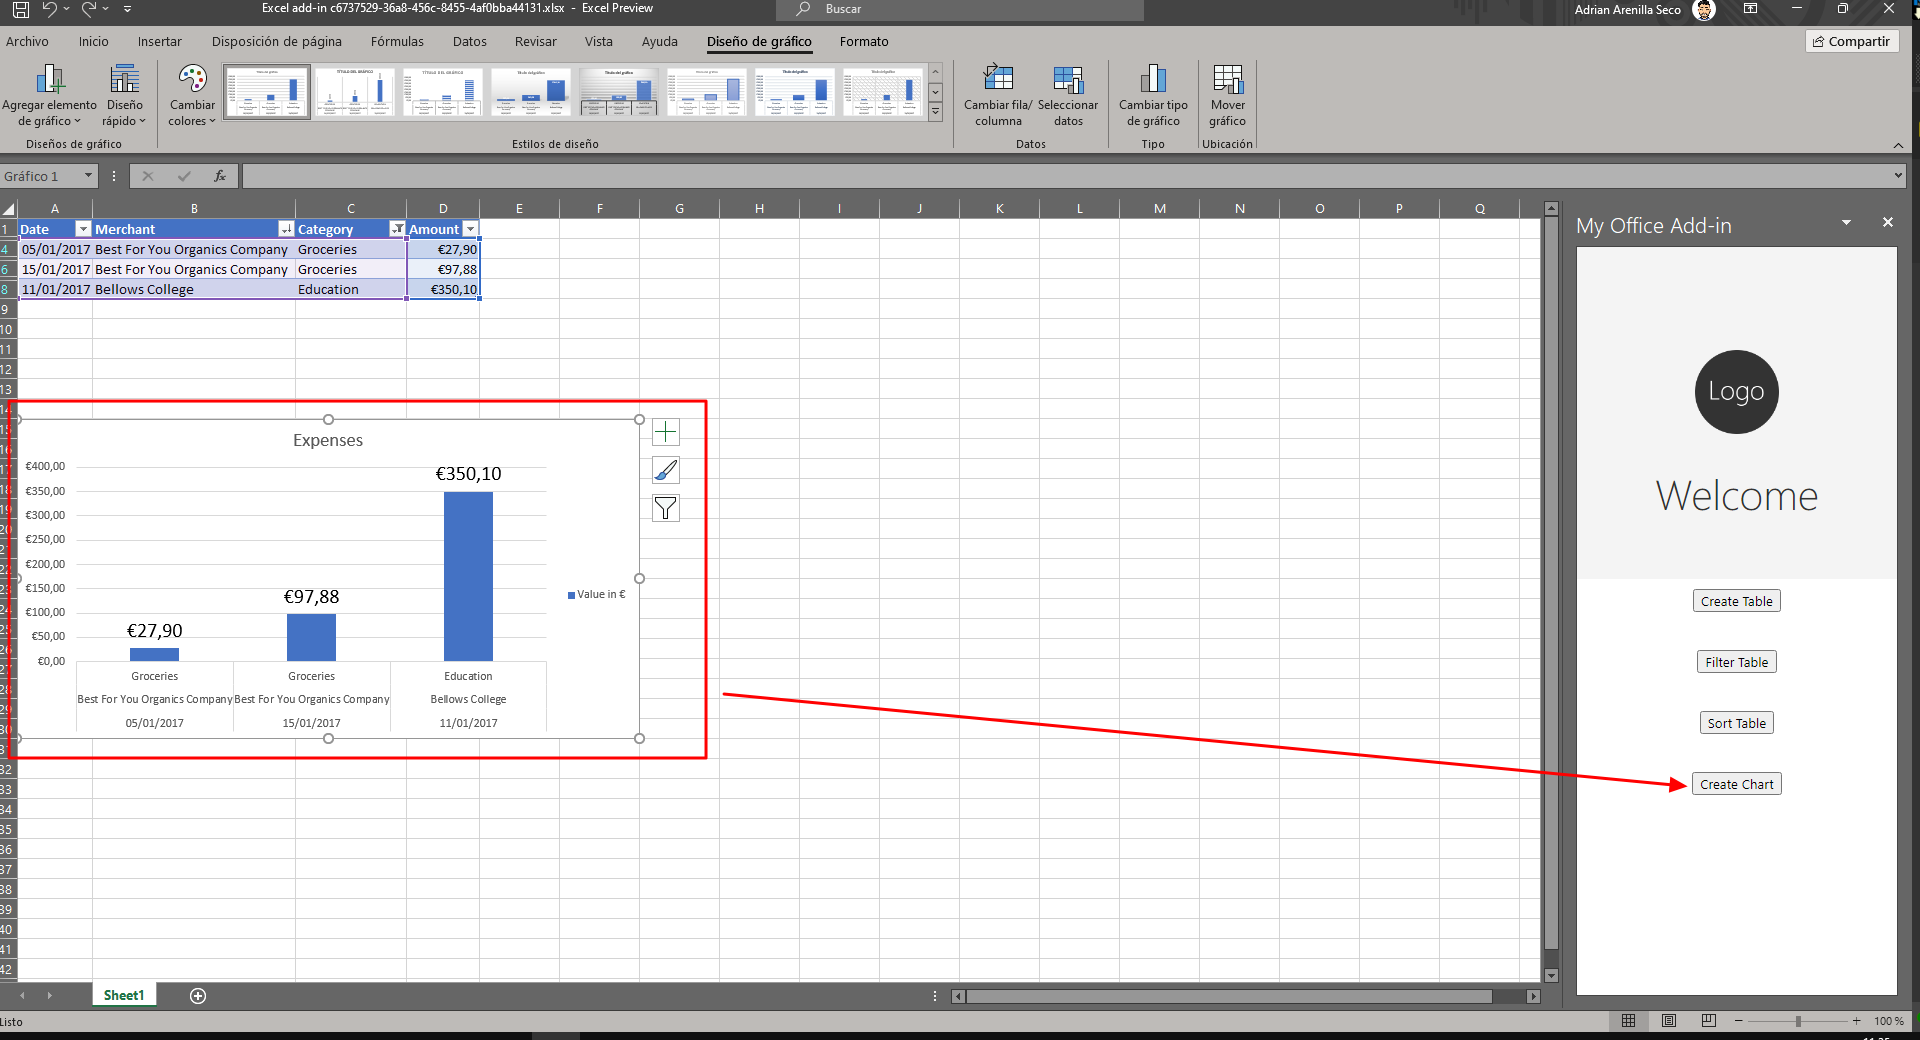 Excel add-in c6737529-36a8-456c-8455-4af0bba44131.xlsx - Excel Preview
Buscar
Adrian Arenilla Seco
Archivo Inicio Insertar Disposición de página Fórmulas Datos Revisar Vista Ayuda Diseño de gráfico Formato
Compartir
Agregar elemento de gráfico
Diseño rápido
Cambiar colores
Cambiar fila/ columna
Seleccionar datos
Cambiar tipo de gráfico
Mover gráfico
Diseños de gráfico
Estilos de diseño
Datos
Tipo
Ubicación
Gráfico 1
fx
A B C D E F G H I J K L M N O P Q
1 Date Merchant Category Amount
4 05/01/2017 Best For You Organics Company Groceries €27,90
6 15/01/2017 Best For You Organics Company Groceries €97,88
8 11/01/2017 Bellows College Education €350,10
9
10
11
12
13
Expenses
€400,00
€350,00
€300,00
€250,00
€200,00
€150,00
€100,00
€50,00
€0,00
€27,90
€97,88
€350,10
Value in €
Groceries Groceries Education
Best For You Organics Company Best For You Organics Company Bellows College
05/01/2017 15/01/2017 11/01/2017
32
33
34
35
36
37
38
39
40
41
42
My Office Add-in
Logo
Welcome
Create Table
Filter Table
Sort Table
Create Chart
Sheet1
Listo
100 %